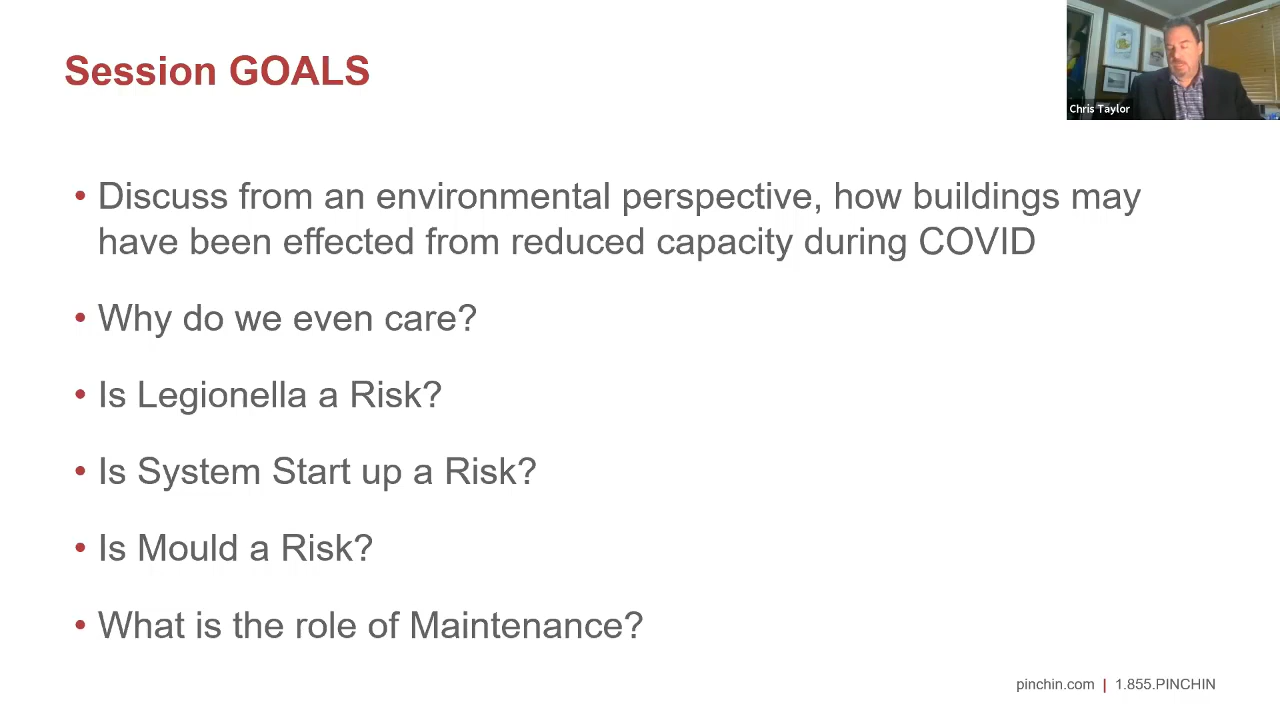 Session GOALS
Chris Taylor
• Discuss from an environmental perspective, how buildings may
have been effected from reduced capacity during COVID
• Why do we even care?
• Is Legionella a Risk?
• Is System Start up a Risk?
• Is Mould a Risk?
• What is the role of Maintenance?
pinchin.com | 1.855.PINCHIN